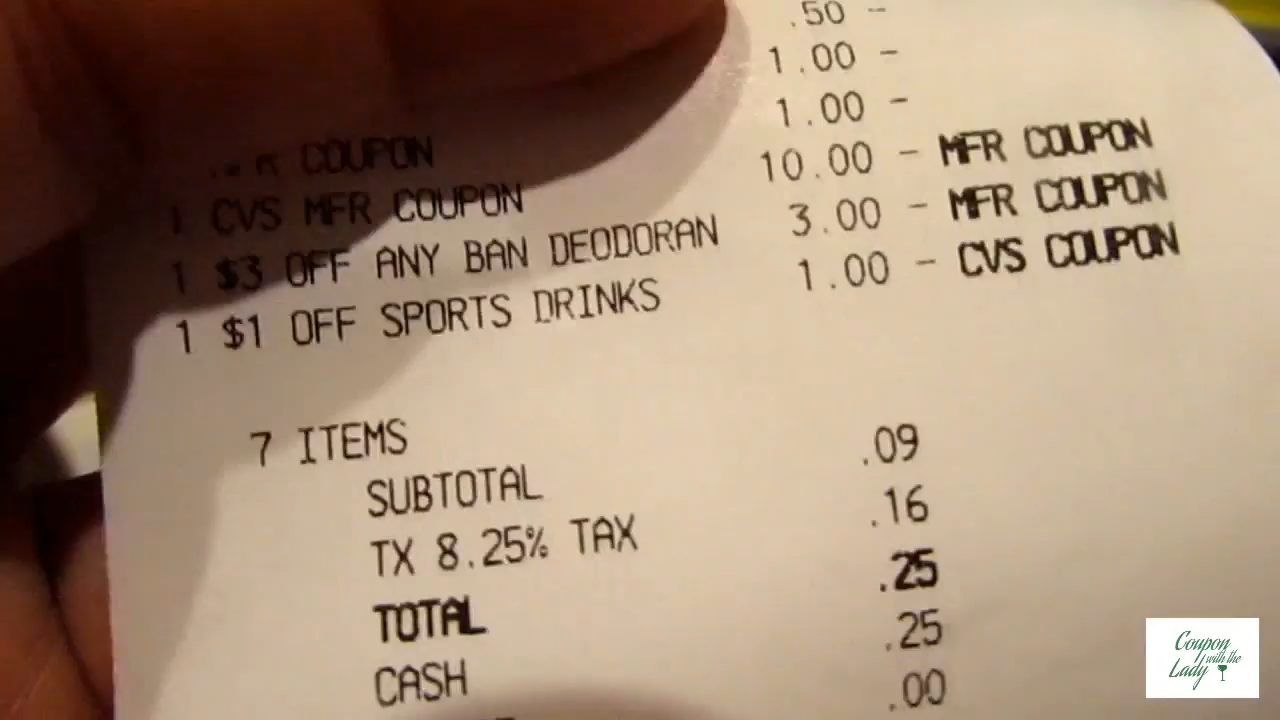 .50 -
1.00 -
COUPON 1.00 -
1 CVS MFR COUPON 10.00 - MFR COUPON
1 $3 OFF ANY BAN DEODORAN 3.00 - MFR COUPON
1 $1 OFF SPORTS DRINKS 1.00 - CVS COUPON
7 ITEMS
SUBTOTAL .09
TX 8.25% TAX .16
TOTAL .25
CASH .25
.00
Coupon
with the
Lady